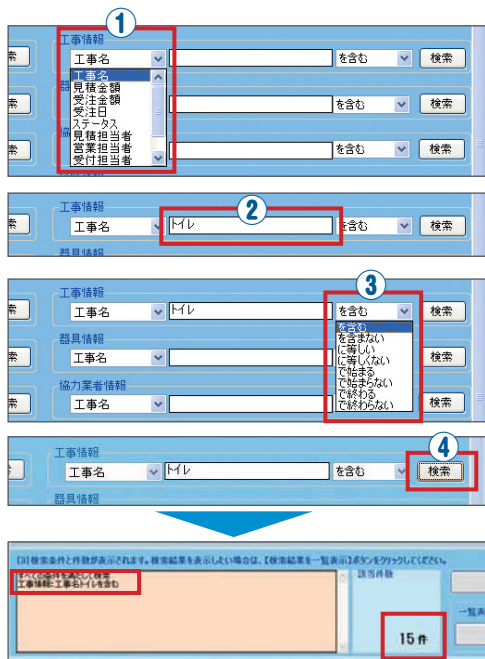 ①
工事情報
索
工事名
を含む
検索
工事名
見積金額
受注金額
受注日
ステータス
見積担当者
営業担当者
受付担当者
索
を含む
検索
索
を含む
検索
②
工事情報
索
工事名
トイレ
を含む
検索
器具情報
③
工事情報
索
工事名
トイレ
を含む
検索
を含む
を含まない
に等しい
に等しくない
で始まる
で始まらない
で終わる
で終わらない
器具情報
索
工事名
検索
協力業者情報
索
工事名
検索
④
工事情報
工事名
トイレ
を含む
検索
器具情報
[3]検索条件と件数が表示されます。検索結果を表示したい場合は、【検索結果を一覧表示】ボタンをクリックしてください。
すべての条件を満たして検索
工事情報:工事名トイレを含む
該当件数
15件